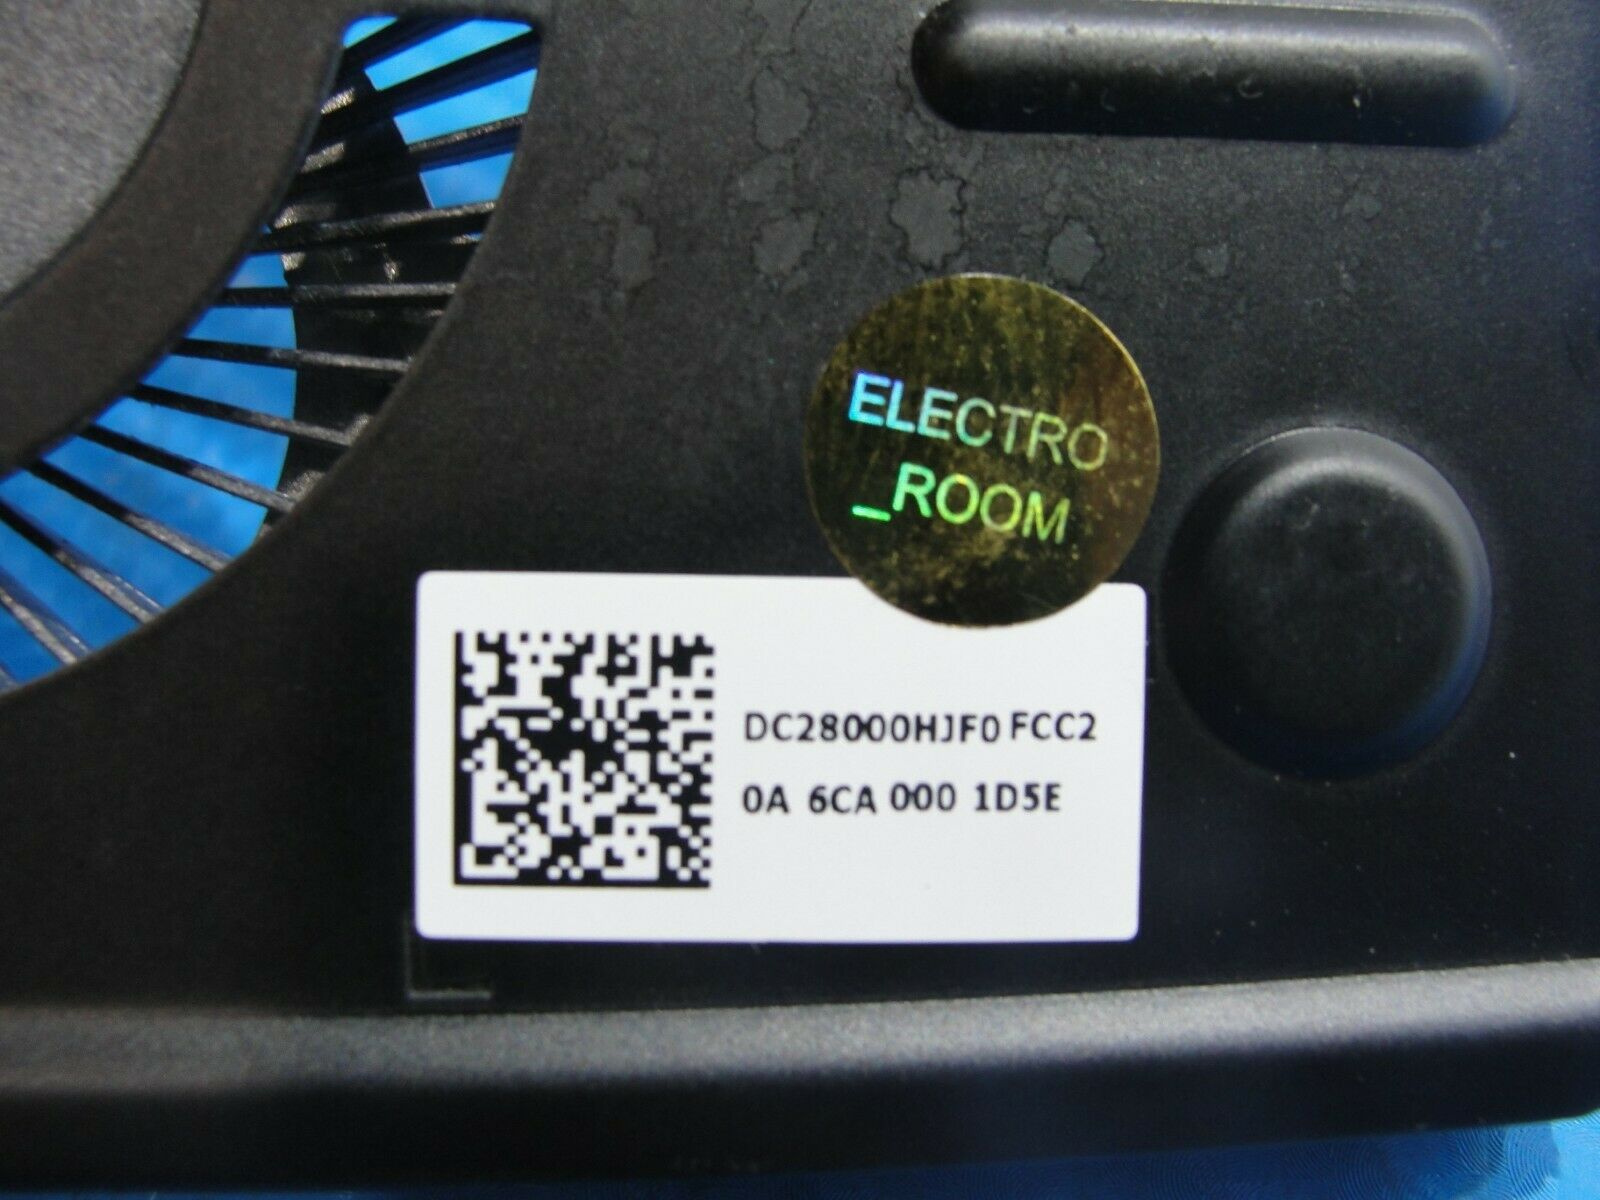 ELECTRO
_ROOM
DC28000HJF0 FCC2
0A 6CA 000 1D5E